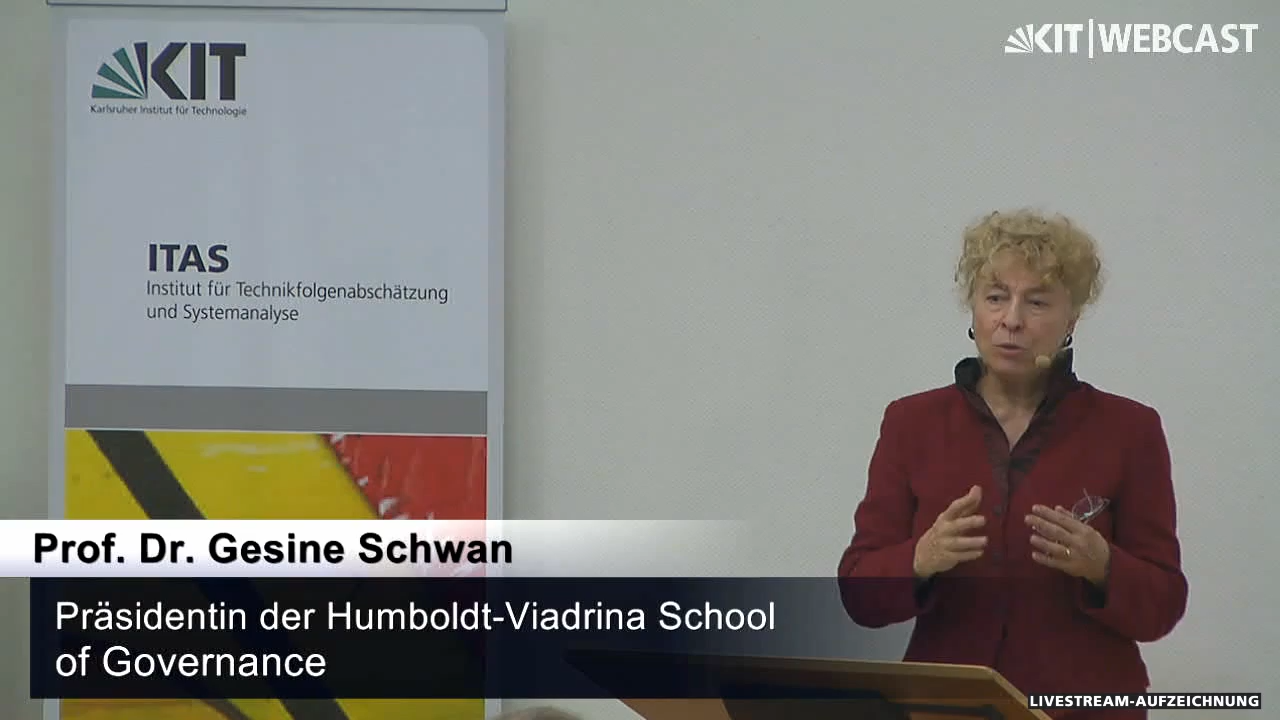 KIT
Karlsruher Institut für Technologie
KIT|WEBCAST
ITAS
Institut für Technikfolgenabschätzung
und Systemanalyse
Prof. Dr. Gesine Schwan
Präsidentin der Humboldt-Viadrina School
of Governance
LIVESTREAM-AUFZEICHNUNG